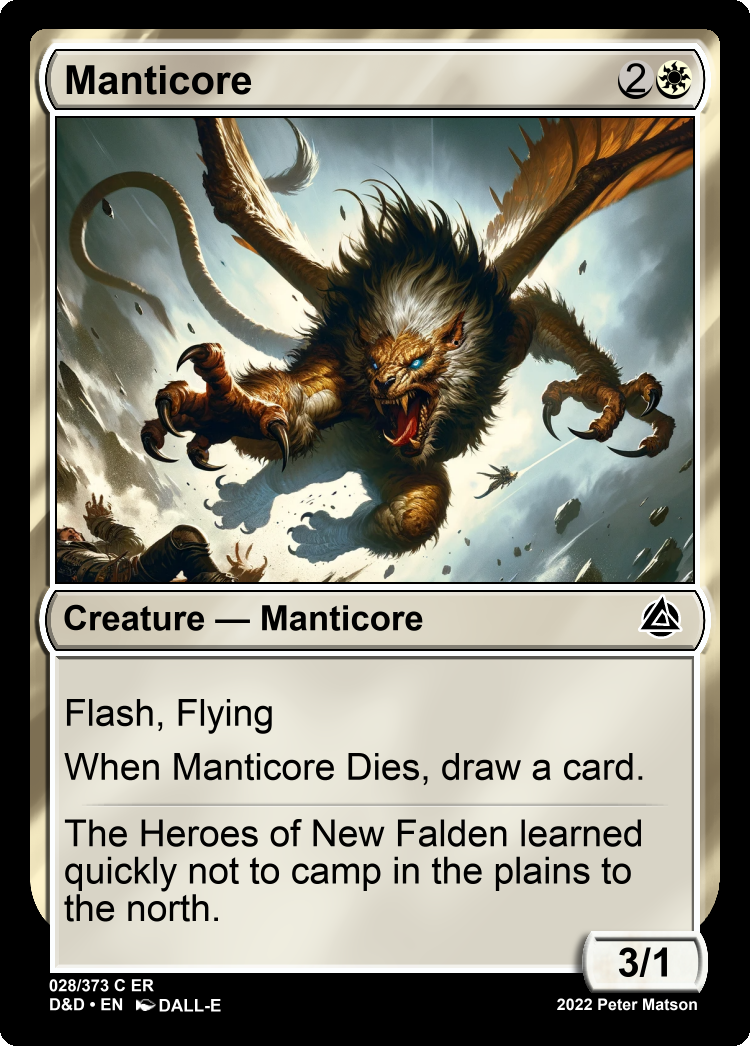 Manticore 2
Creature — Manticore
Flash, Flying
When Manticore Dies, draw a card.
The Heroes of New Falden learned
quickly not to camp in the plains to
the north.
3/1
028/373 C ER
D&D • EN DALL-E
2022 Peter Matson